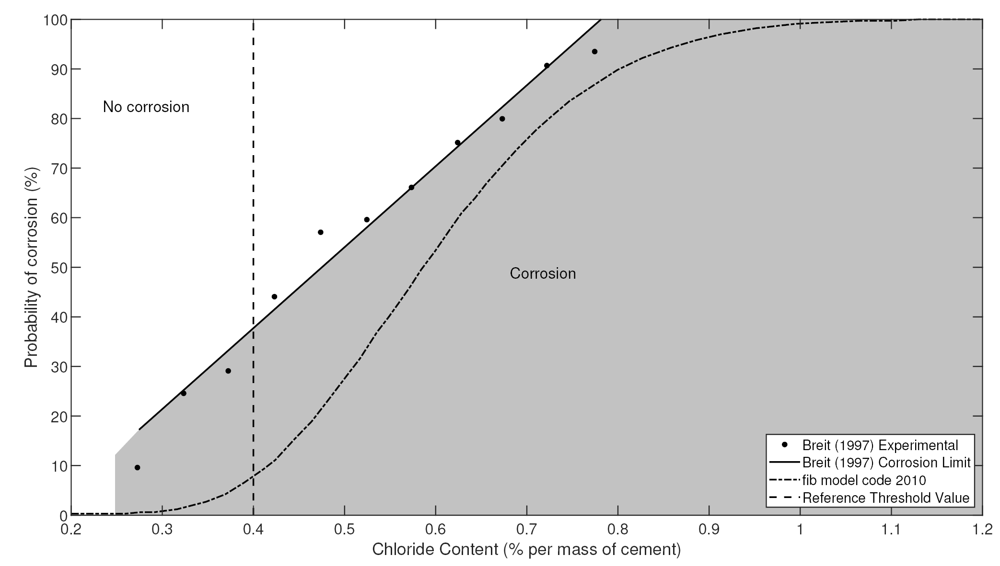 100
90
80
70
60
50
40
30
20
10
0
Probability of corrosion (%)
No corrosion
Corrosion
Breit (1997) Experimental
Breit (1997) Corrosion Limit
fib model code 2010
Reference Threshold Value
0.2 0.3 0.4 0.5 0.6 0.7 0.8 0.9 1 1.1 1.2
Chloride Content (% per mass of cement)